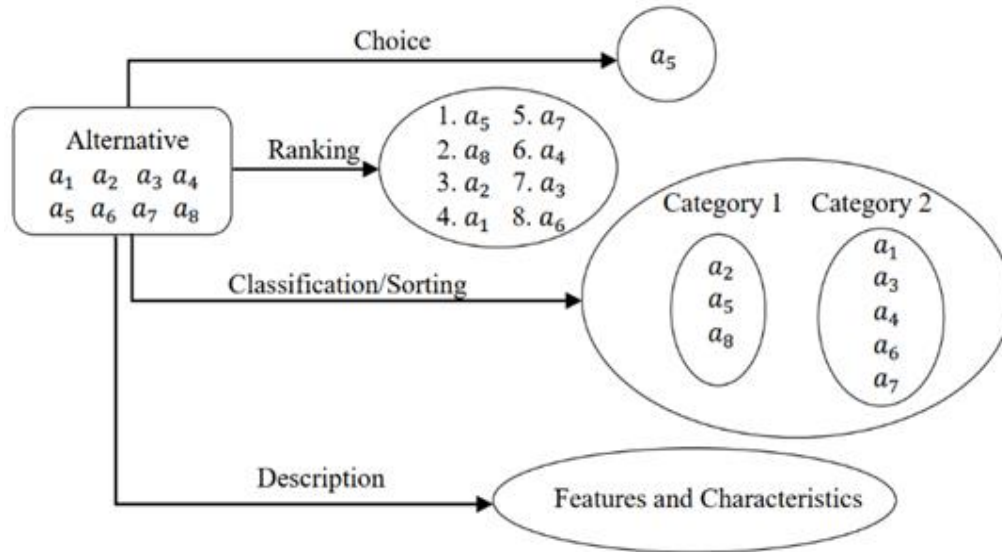 Choice
a₅
Alternative
a₁ a₂ a₃ a₄
a₅ a₆ a₇ a₈
Ranking
1. a₅ 5. a₇
2. a₈ 6. a₄
3. a₂ 7. a₃
4. a₁ 8. a₆
Classification/Sorting
Category 1 Category 2
a₂
a₅
a₈
a₁
a₃
a₄
a₆
a₇
Description
Features and Characteristics